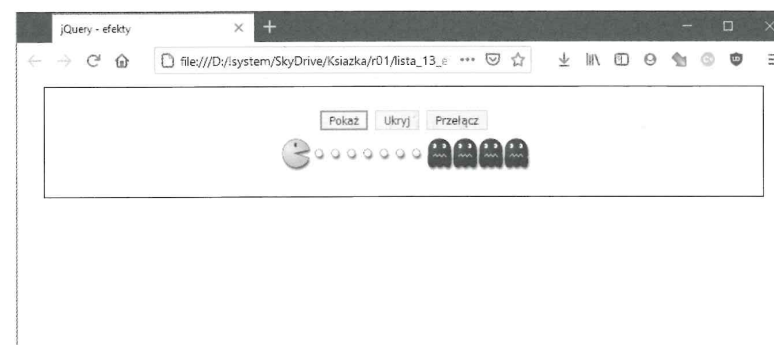 jQuery - efekty
file:///D:/!system/SkyDrive/Ksiazka/r01/lista_13_e
Pokaż Ukryj Przełącz